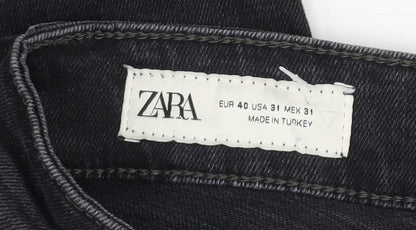 ZARA
EUR 40 USA 31 MEX 31
MADE IN TURKEY